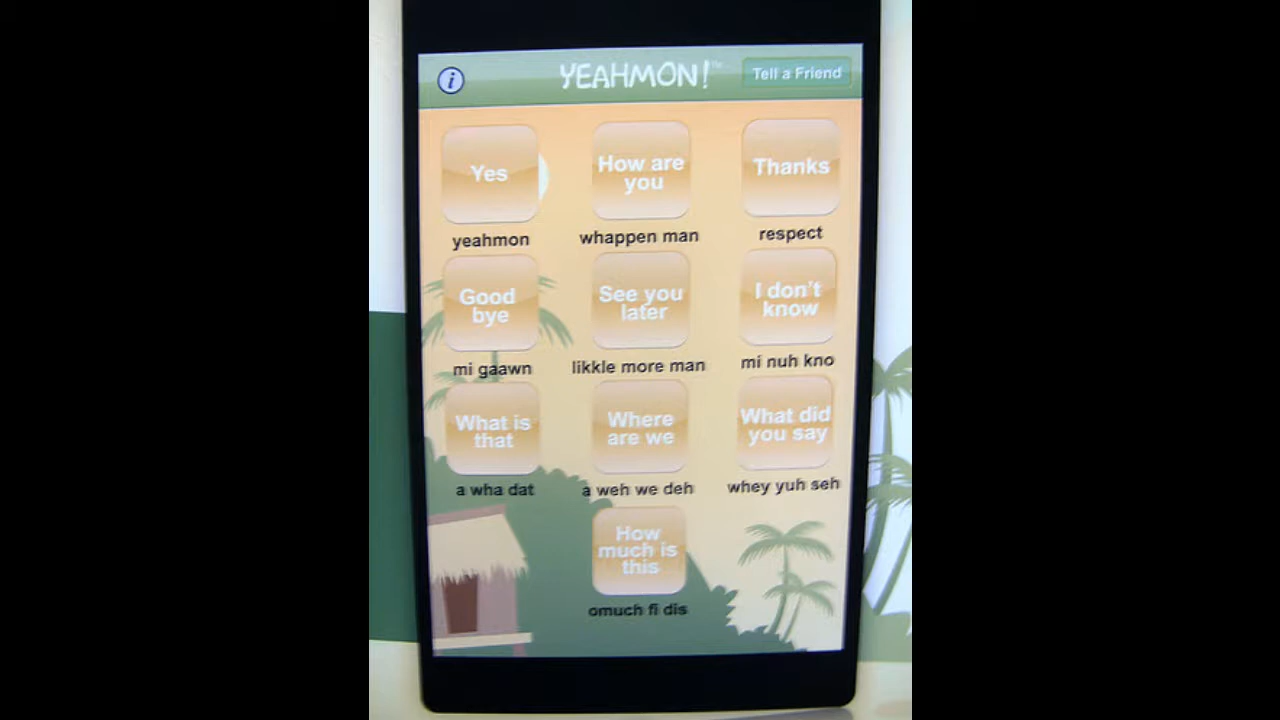 i
YEAHMON!™
Tell a Friend
Yes
How are
you
Thanks
yeahmon
whappen man
respect
Good
bye
See you
later
I don't
know
mi gaawn
likkle more man
mi nuh kno
What is
that
Where
are we
What did
you say
a wha dat
a weh we deh
whey yuh seh
How
much is
this
omuch fi dis